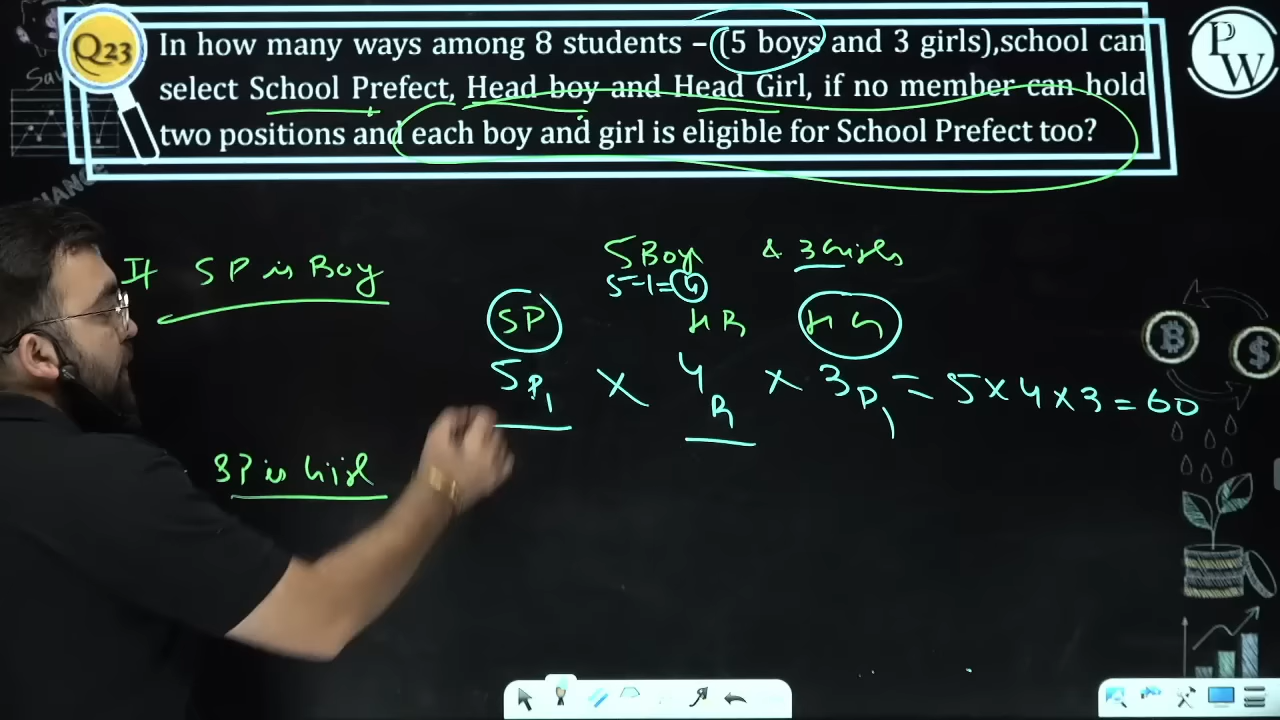 Q23
In how many ways among 8 students – (5 boys and 3 girls),school can
select School Prefect, Head boy and Head Girl, if no member can hold
two positions and each boy and girl is eligible for School Prefect too?
PW
If SP is Boy
5 Boys & 3 Girls
5-1=4
SP HB HG
5P1 × 4P1 × 3P1 = 5×4×3=60
SP is Girl